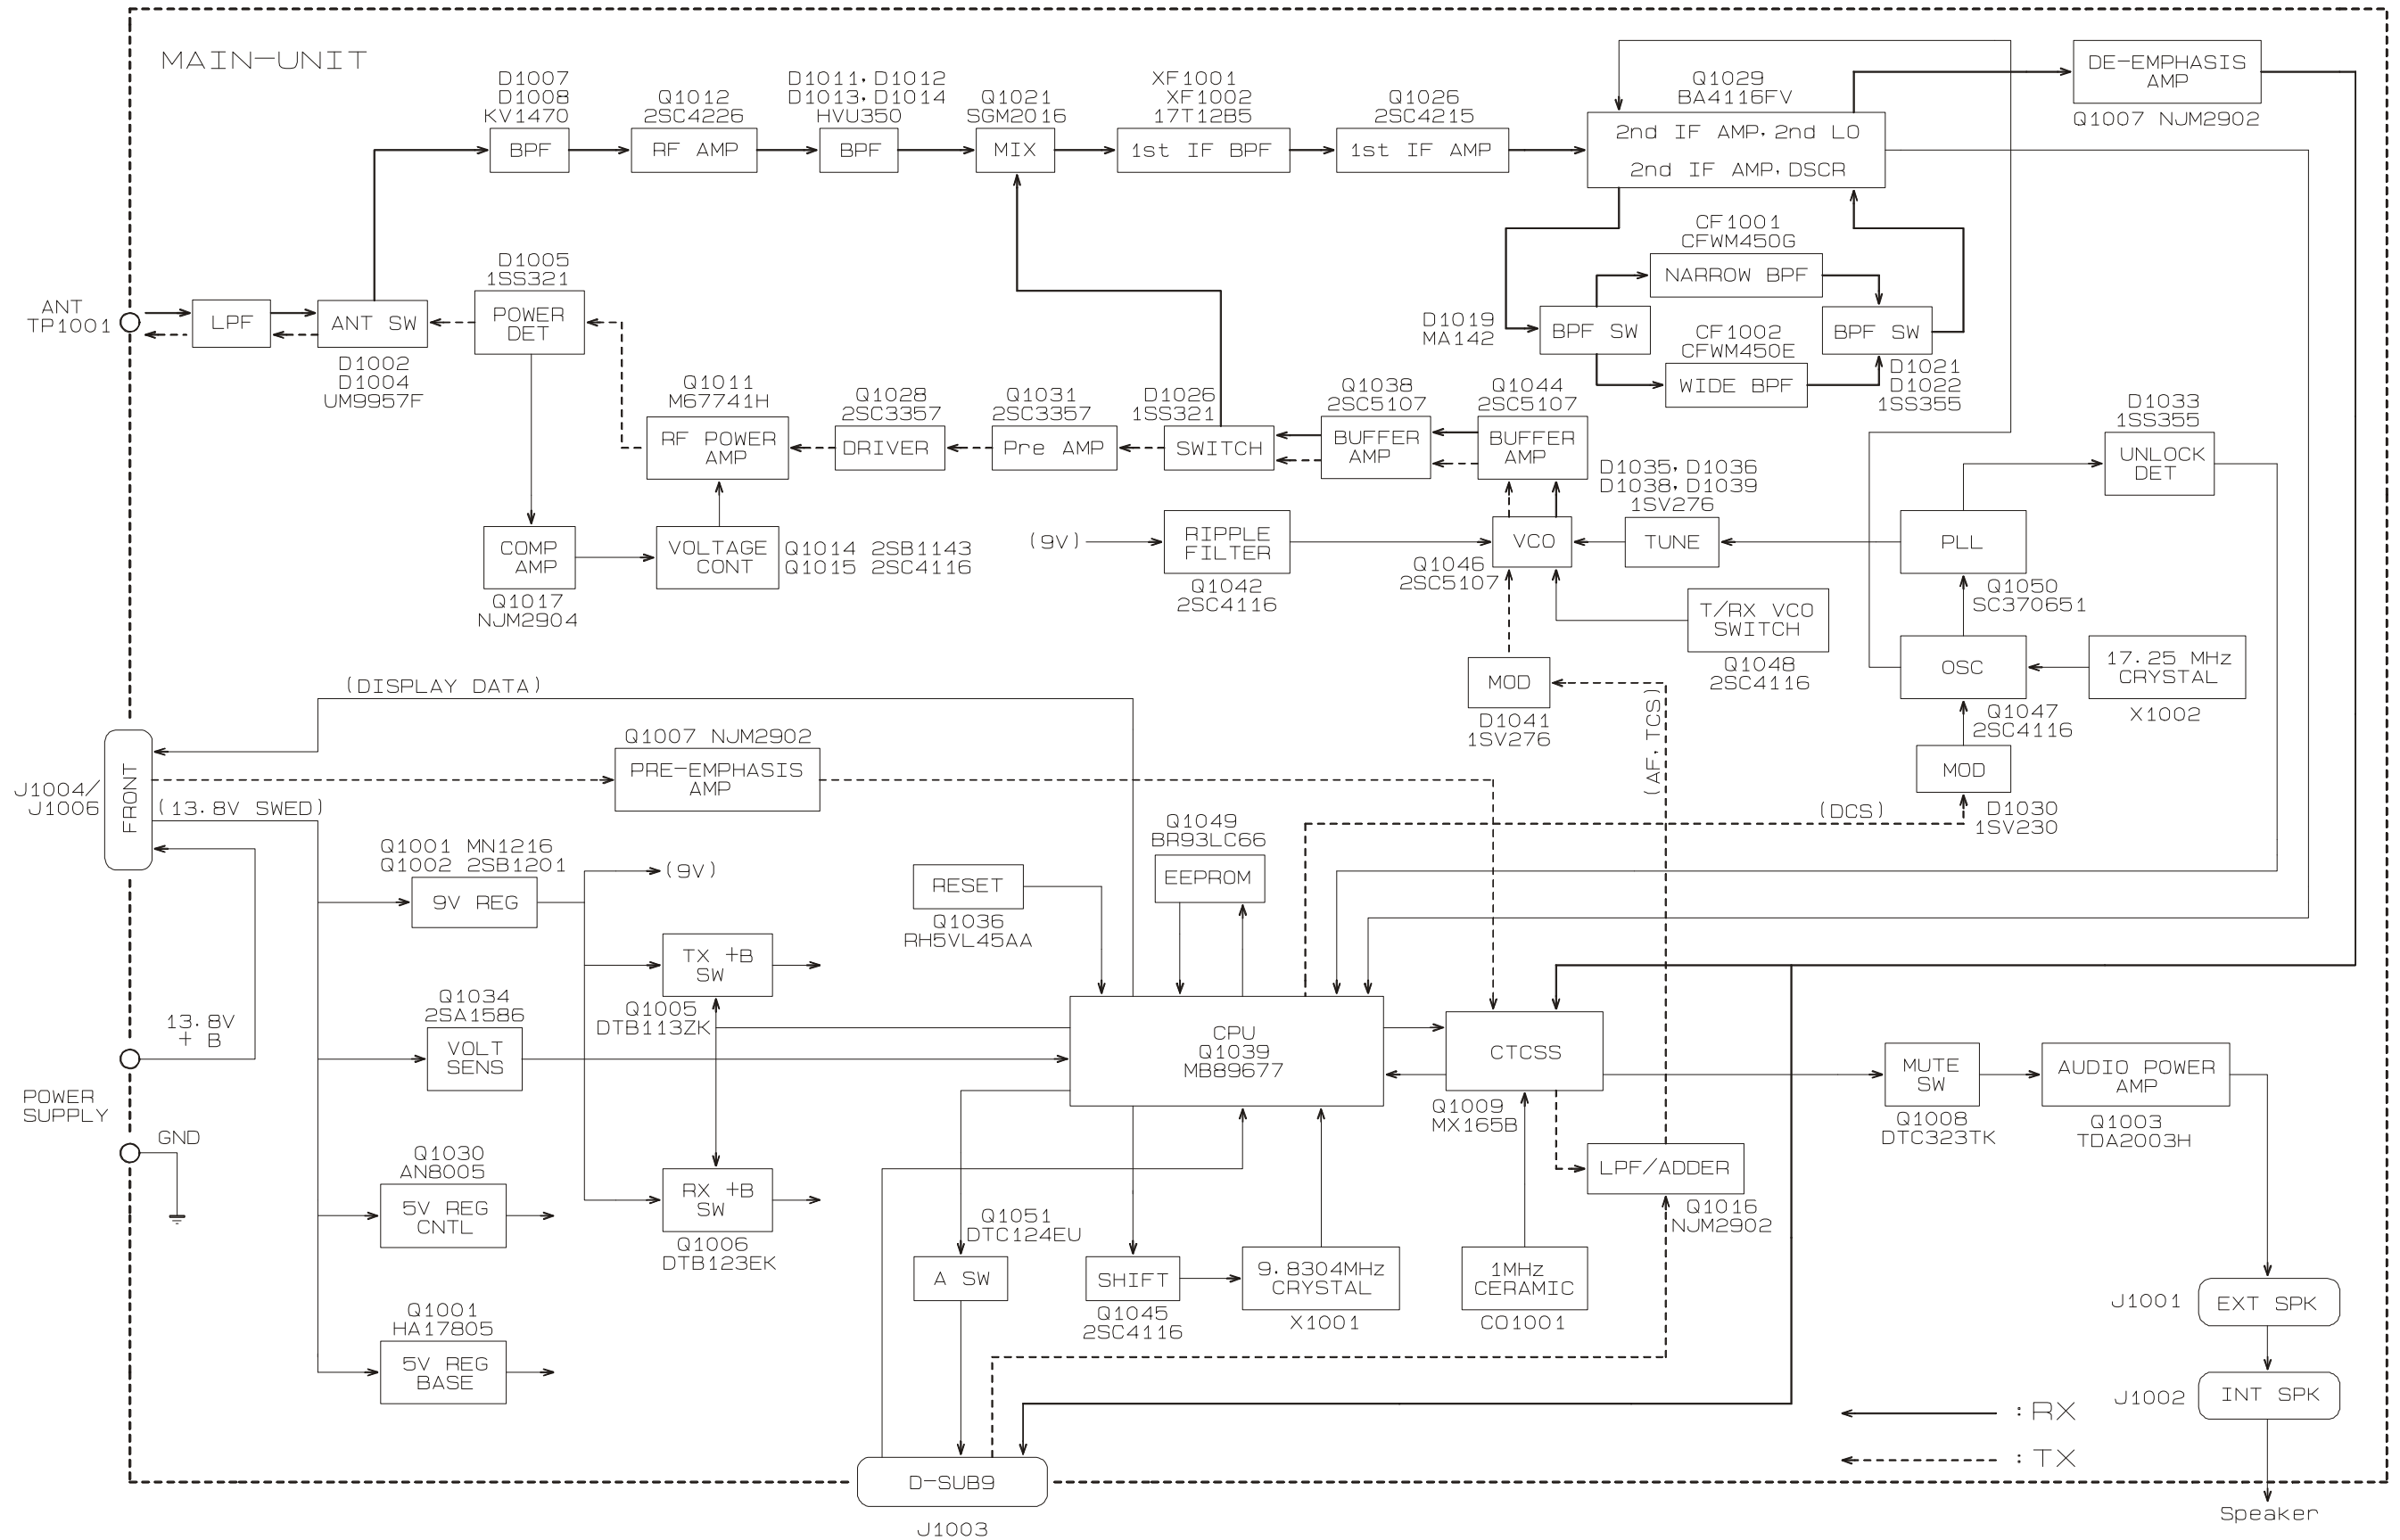 MAIN-UNIT
D1007
D1008
KV1470
BPF
Q1012
2SC4226
RF AMP
D1011, D1012
D1013, D1014
HVU350
BPF
Q1021
SGM2016
MIX
XF1001
XF1002
17T12B5
1st IF BPF
Q1026
2SC4215
1st IF AMP
Q1029
BA4116FV
2nd IF AMP, 2nd LO
2nd IF AMP, DSCR
DE-EMPHASIS
AMP
Q1007 NJM2902
ANT
TP1001
LPF
ANT SW
D1002
D1004
UM9957F
D1005
1SS321
POWER
DET
Q1011
M67741H
RF POWER
AMP
Q1028
2SC3357
DRIVER
Q1031
2SC3357
Pre AMP
D1026
1SS321
SWITCH
Q1038
2SC5107
BUFFER
AMP
Q1044
2SC5107
BUFFER
AMP
D1019
MA142
BPF SW
CF1001
CFWM450G
NARROW BPF
CF1002
CFWM450E
WIDE BPF
BPF SW
D1021
D1022
1SS355
D1033
1SS355
UNLOCK
DET
COMP
AMP
Q1017
NJM2904
VOLTAGE
CONT
Q1014 2SB1143
Q1015 2SC4116
(9V)
RIPPLE
FILTER
Q1042
2SC4116
VCO
Q1046
2SC5107
D1035, D1036
D1038, D1039
1SV276
TUNE
PLL
Q1050
SC370651
T/RX VCO
SWITCH
Q1048
2SC4116
OSC
Q1047
2SC4116
17.25 MHz
CRYSTAL
X1002
MOD
D1041
1SV276
(AF, TCS)
MOD
D1030
1SV230
(DCS)
(DISPLAY DATA)
J1004/
J1006
FRONT
Q1007 NJM2902
PRE-EMPHASIS
AMP
(13.8V SWED)
Q1001 MN1216
Q1002 2SB1201
9V REG
(9V)
TX +B
SW
Q1005
DTB113ZK
RESET
Q1036
RH5VL45AA
Q1049
BR93LC66
EEPROM
Q1034
2SA1586
VOLT
SENS
13.8V
+ B
POWER
SUPPLY
GND
CPU
Q1039
MB89677
CTCSS
Q1009
MX165B
MUTE
SW
Q1008
DTC323TK
AUDIO POWER
AMP
Q1003
TDA2003H
Q1030
AN8005
5V REG
CNTL
RX +B
SW
Q1006
DTB123EK
LPF/ADDER
Q1016
NJM2902
Q1051
DTC124EU
A SW
SHIFT
Q1045
2SC4116
9.8304MHz
CRYSTAL
X1001
1MHz
CERAMIC
CO1001
Q1001
HA17805
5V REG
BASE
J1001
EXT SPK
J1002
INT SPK
:RX
:TX
D-SUB9
J1003
Speaker